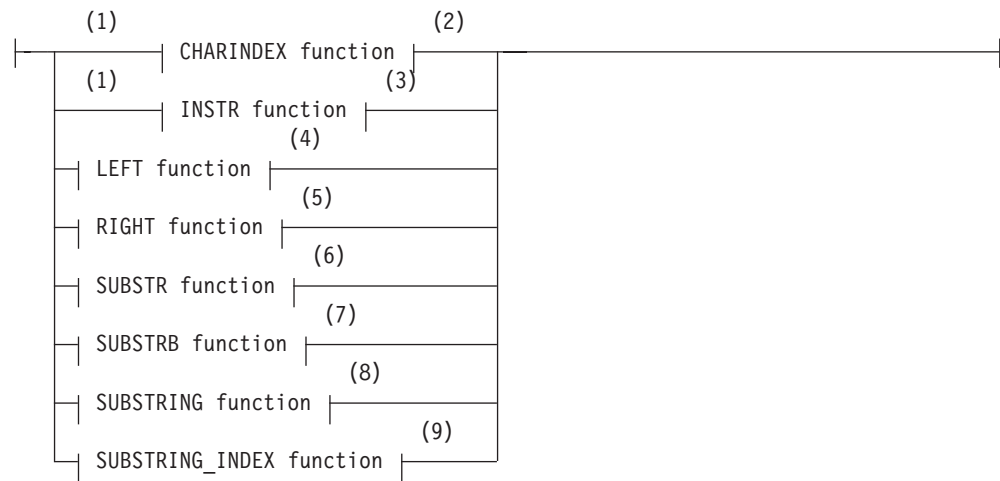 (1) (2)
CHARINDEX function
(1) (3)
INSTR function
(4)
LEFT function
(5)
RIGHT function
(6)
SUBSTR function
(7)
SUBSTRB function
(8)
SUBSTRING function
(9)
SUBSTRING_INDEX function